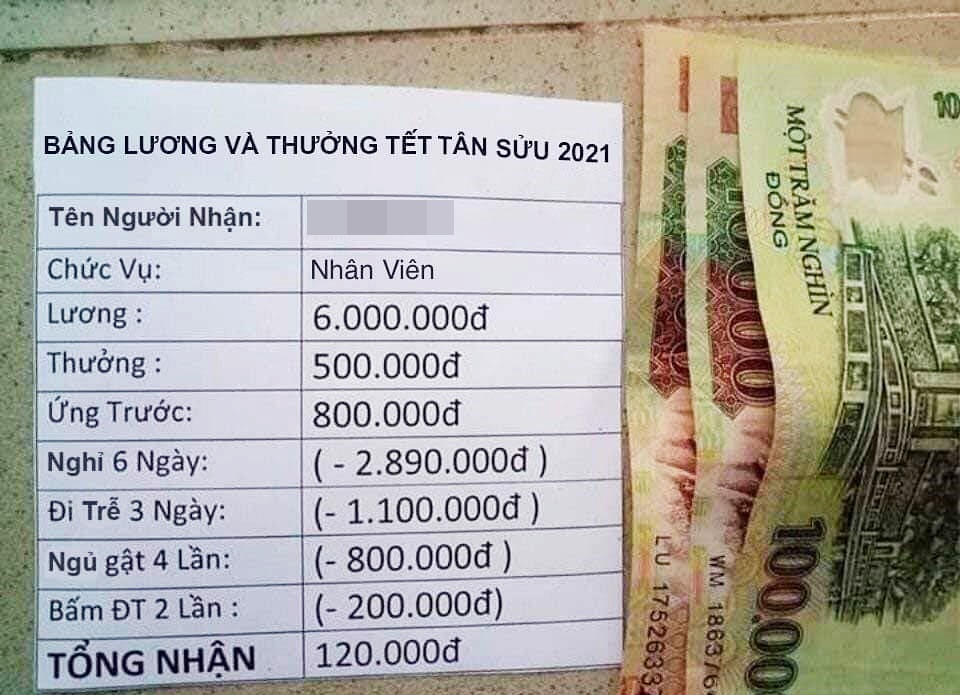 BẢNG LƯƠNG VÀ THƯỞNG TẾT TÂN SỬU 2021
Tên Người Nhận:
Chức Vụ: Nhân Viên
Lương : 6.000.000đ
Thưởng : 500.000đ
Ứng Trước: 800.000đ
Nghỉ 6 Ngày: ( - 2.890.000đ )
Đi Trễ 3 Ngày: (- 1.100.000đ )
Ngủ gật 4 Lần: (- 800.000đ )
Bấm ĐT 2 Lần : (- 200.000đ)
TỔNG NHẬN 120.000đ
MỘT TRĂM NGHÌN
ĐỒNG
10